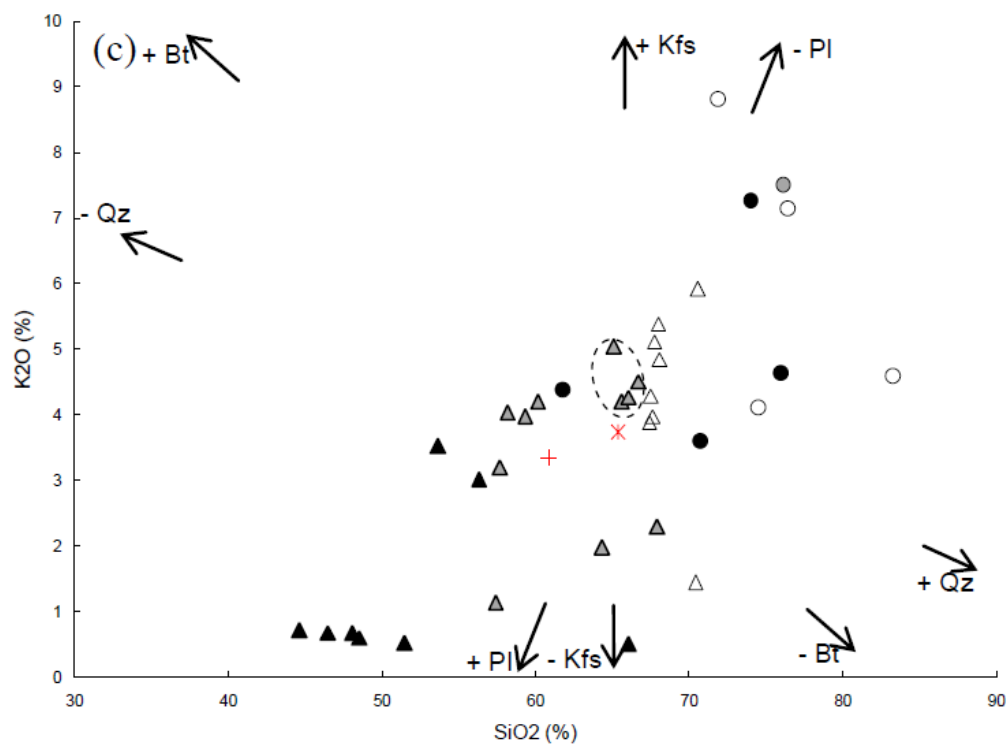 (c)
+ Bt
+ Kfs
- Pl
- Qz
+ Qz
+ Pl
- Kfs
- Bt
10
9
8
7
6
5
4
3
2
1
0
K2O (%)
30 40 50 60 70 80 90
SiO2 (%)